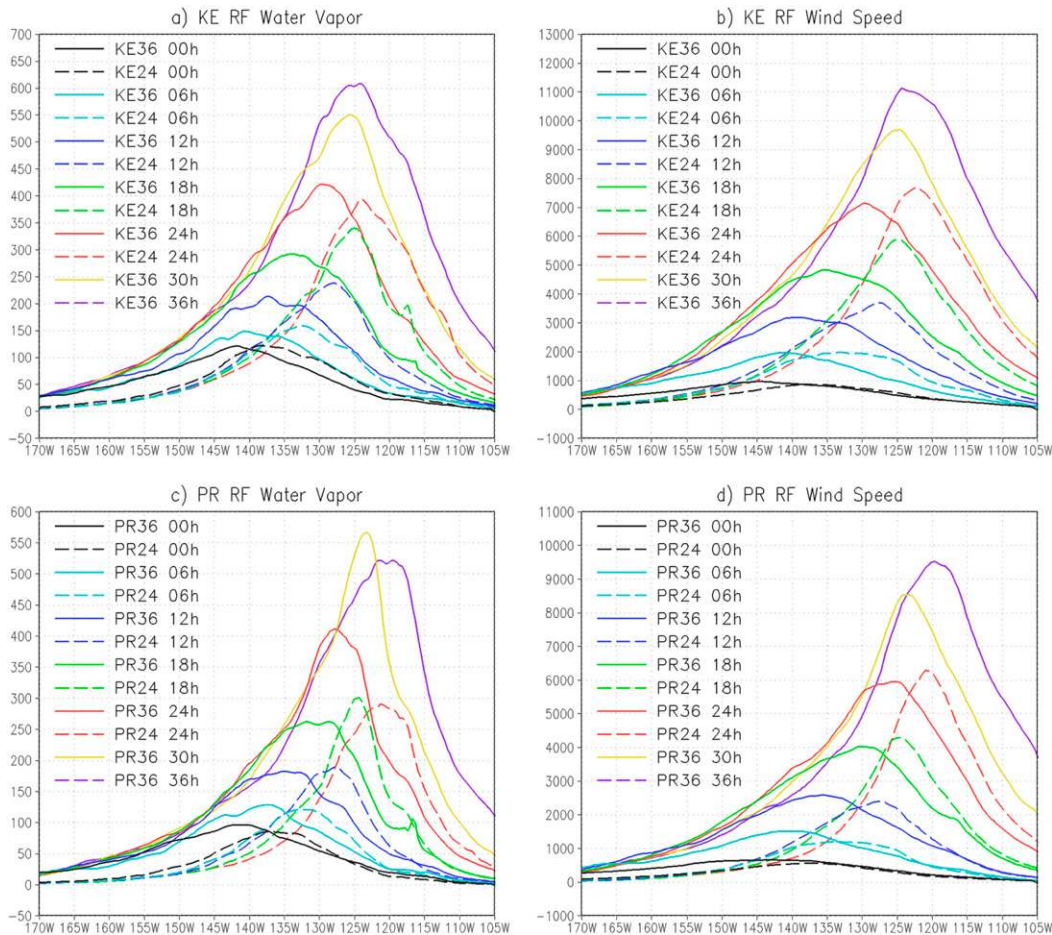 a) KE RF Water Vapor
700
650
600
550
500
450
400
350
300
250
200
150
100
50
0
-50
KE36 00h
KE24 00h
KE36 06h
KE24 06h
KE36 12h
KE24 12h
KE36 18h
KE24 18h
KE36 24h
KE24 24h
KE36 30h
KE36 36h
170W 165W 160W 155W 150W 145W 140W 135W 130W 125W 120W 115W 110W 105W
b) KE RF Wind Speed
13000
12000
11000
10000
9000
8000
7000
6000
5000
4000
3000
2000
1000
0
-1000
KE36 00h
KE24 00h
KE36 06h
KE24 06h
KE36 12h
KE24 12h
KE36 18h
KE24 18h
KE36 24h
KE24 24h
KE36 30h
KE36 36h
170W 165W 160W 155W 150W 145W 140W 135W 130W 125W 120W 115W 110W 105W
c) PR RF Water Vapor
600
550
500
450
400
350
300
250
200
150
100
50
0
-50
PR36 00h
PR24 00h
PR36 06h
PR24 06h
PR36 12h
PR24 12h
PR36 18h
PR24 18h
PR36 24h
PR24 24h
PR36 30h
PR36 36h
170W 165W 160W 155W 150W 145W 140W 135W 130W 125W 120W 115W 110W 105W
d) PR RF Wind Speed
11000
10000
9000
8000
7000
6000
5000
4000
3000
2000
1000
0
-1000
PR36 00h
PR24 00h
PR36 06h
PR24 06h
PR36 12h
PR24 12h
PR36 18h
PR24 18h
PR36 24h
PR24 24h
PR36 30h
PR36 36h
170W 165W 160W 155W 150W 145W 140W 135W 130W 125W 120W 115W 110W 105W